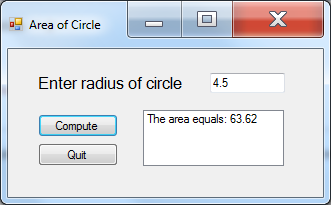 Area of Circle
Enter radius of circle
4.5
Compute
The area equals: 63.62
Quit